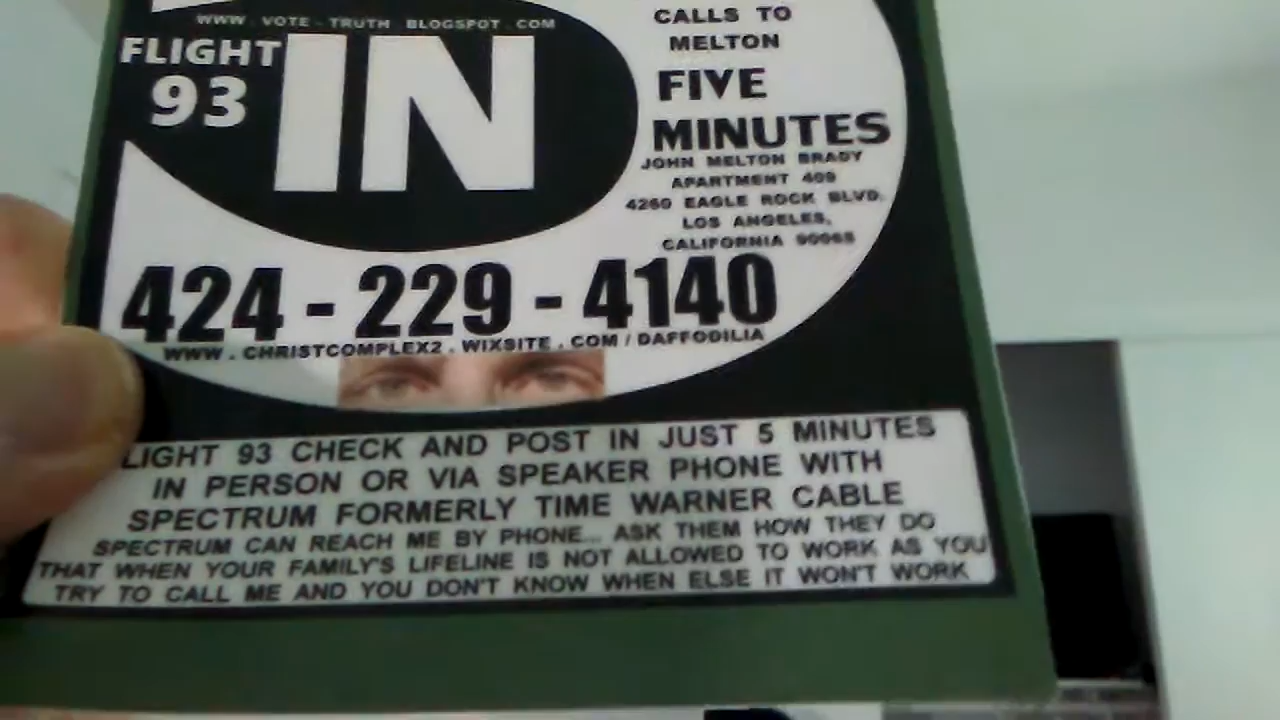 WWW . VOTE - TRUTH . BLOGSPOT . COM
FLIGHT
93
IN
CALLS TO
MELTON
FIVE
MINUTES
JOHN MELTON BRADY
APARTMENT 409
4260 EAGLE ROCK BLVD.
LOS ANGELES,
CALIFORNIA 90065
424 - 229 - 4140
WWW . CHRISTCOMPLEX2 . WIXSITE . COM / DAFFODILIA
LIGHT 93 CHECK AND POST IN JUST 5 MINUTES
IN PERSON OR VIA SPEAKER PHONE WITH
SPECTRUM FORMERLY TIME WARNER CABLE
SPECTRUM CAN REACH ME BY PHONE... ASK THEM HOW THEY DO
THAT WHEN YOUR FAMILY'S LIFELINE IS NOT ALLOWED TO WORK AS YOU
TRY TO CALL ME AND YOU DON'T KNOW WHEN ELSE IT WON'T WORK